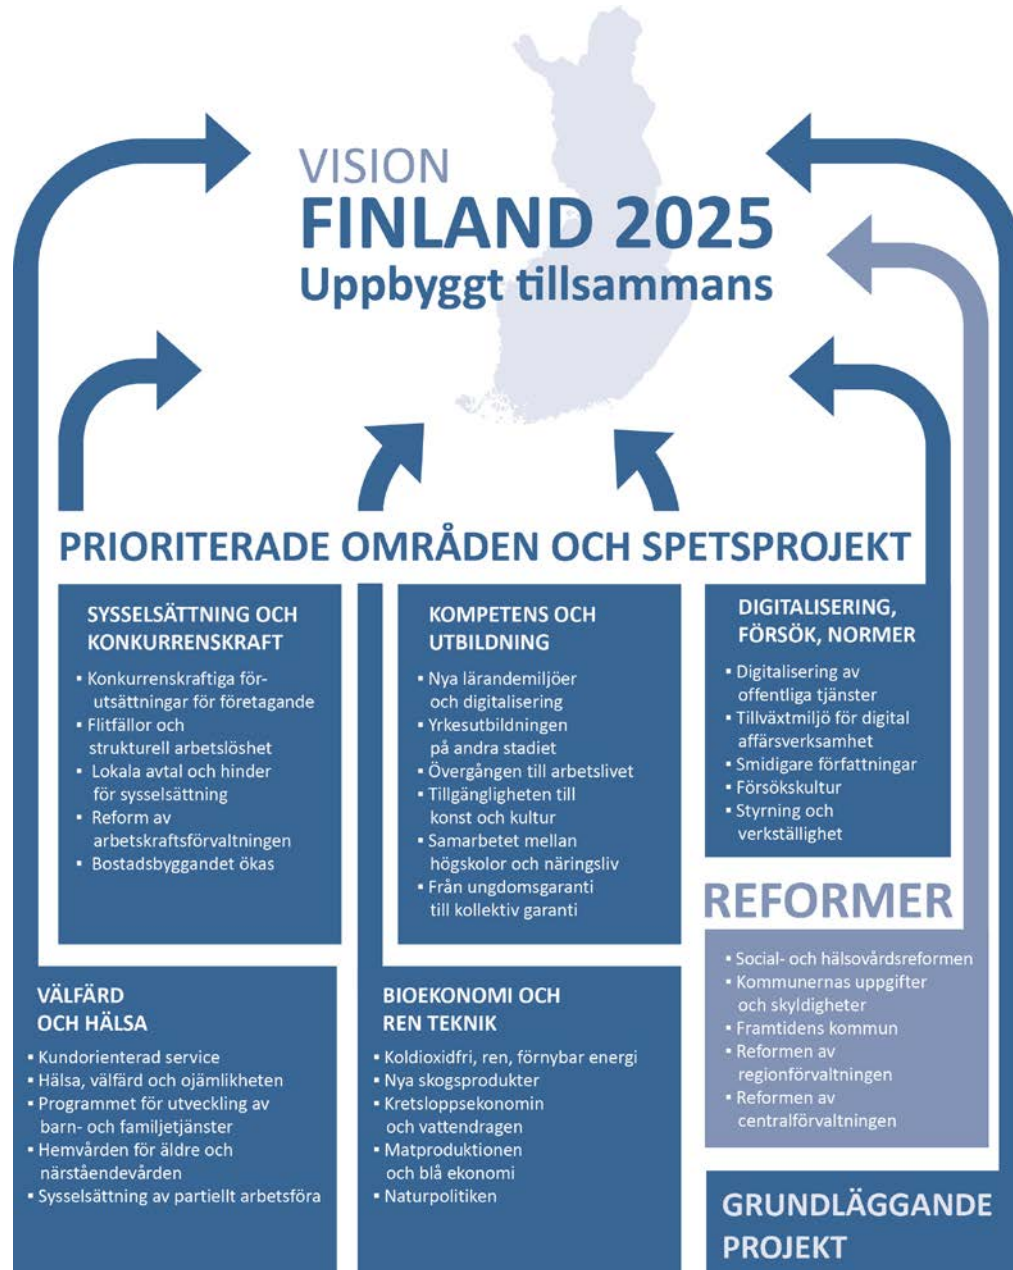 VISION
FINLAND 2025
Uppbyggt tillsammans
PRIORITERADE OMRÅDEN OCH SPETSPROJEKT
SYSSELSÄTTNING OCH
KONKURRENSKRAFT
▪ Konkurrenskraftiga för-
utsättningar för företagande
▪ Flitfällor och
strukturell arbetslöshet
▪ Lokala avtal och hinder
för sysselsättning
▪ Reform av
arbetskraftsförvaltningen
▪ Bostadsbyggandet ökas
KOMPETENS OCH
UTBILDNING
▪ Nya lärandemiljöer
och digitalisering
▪ Yrkesutbildningen
på andra stadiet
▪ Övergången till arbetslivet
▪ Tillgängligheten till
konst och kultur
▪ Samarbetet mellan
högskolor och näringsliv
▪ Från ungdomsgaranti
till kollektiv garanti
DIGITALISERING,
FÖRSÖK, NORMER
▪ Digitalisering av
offentliga tjänster
▪ Tillväxtmiljö för digital
affärsverksamhet
▪ Smidigare författningar
▪ Försökskultur
▪ Styrning och
verkställighet
VÄLFÄRD
OCH HÄLSA
▪ Kundorienterad service
▪ Hälsa, välfärd och ojämlikheten
▪ Programmet för utveckling av
barn- och familjetjänster
▪ Hemvården för äldre och
närståendevården
▪ Sysselsättning av partiellt arbetsföra
BIOEKONOMI OCH
REN TEKNIK
▪ Koldioxidfri, ren, förnybar energi
▪ Nya skogsprodukter
▪ Kretsloppsekonomin
och vattendragen
▪ Matproduktionen
och blå ekonomi
▪ Naturpolitiken
REFORMER
▪ Social- och hälsovårdsreformen
▪ Kommunernas uppgifter
och skyldigheter
▪ Framtidens kommun
▪ Reformen av
regionförvaltningen
▪ Reformen av
centralförvaltningen
GRUNDLÄGGANDE
PROJEKT